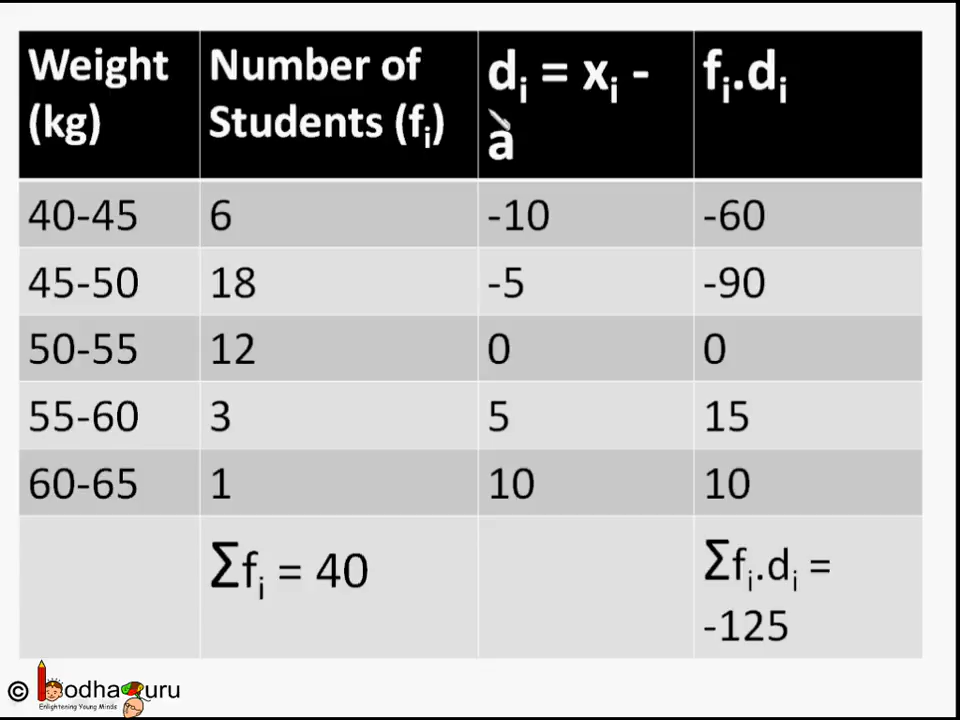 Weight (kg) Number of Students (fi) di = xi - a fi.di
40-45 6 -10 -60
45-50 18 -5 -90
50-55 12 0 0
55-60 3 5 15
60-65 1 10 10
Σfi = 40 Σfi.di = -125
© BodhaGuru
Enlightening Young Minds